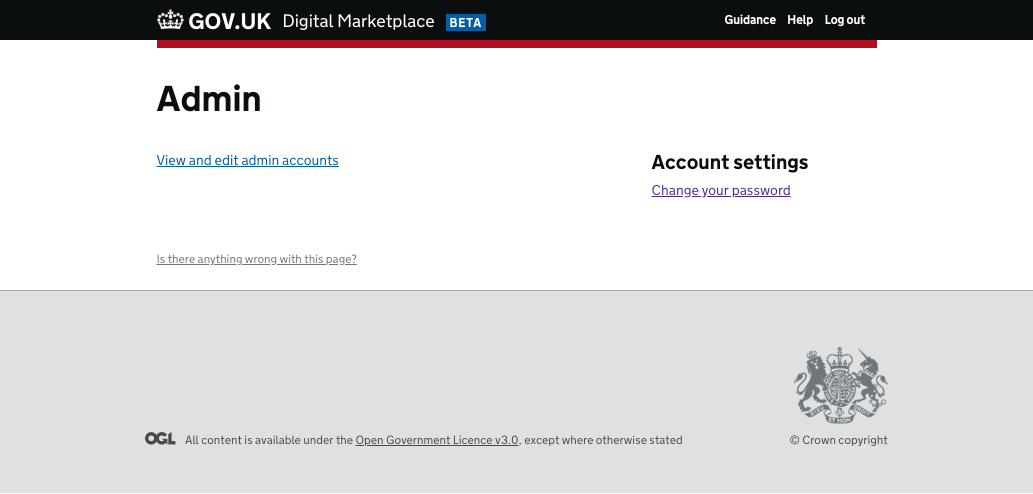 GOV.UK Digital Marketplace BETA Guidance Help Log out
Admin
View and edit admin accounts
Account settings
Change your password
Is there anything wrong with this page?
OGL All content is available under the Open Government Licence v3.0, except where otherwise stated
© Crown copyright